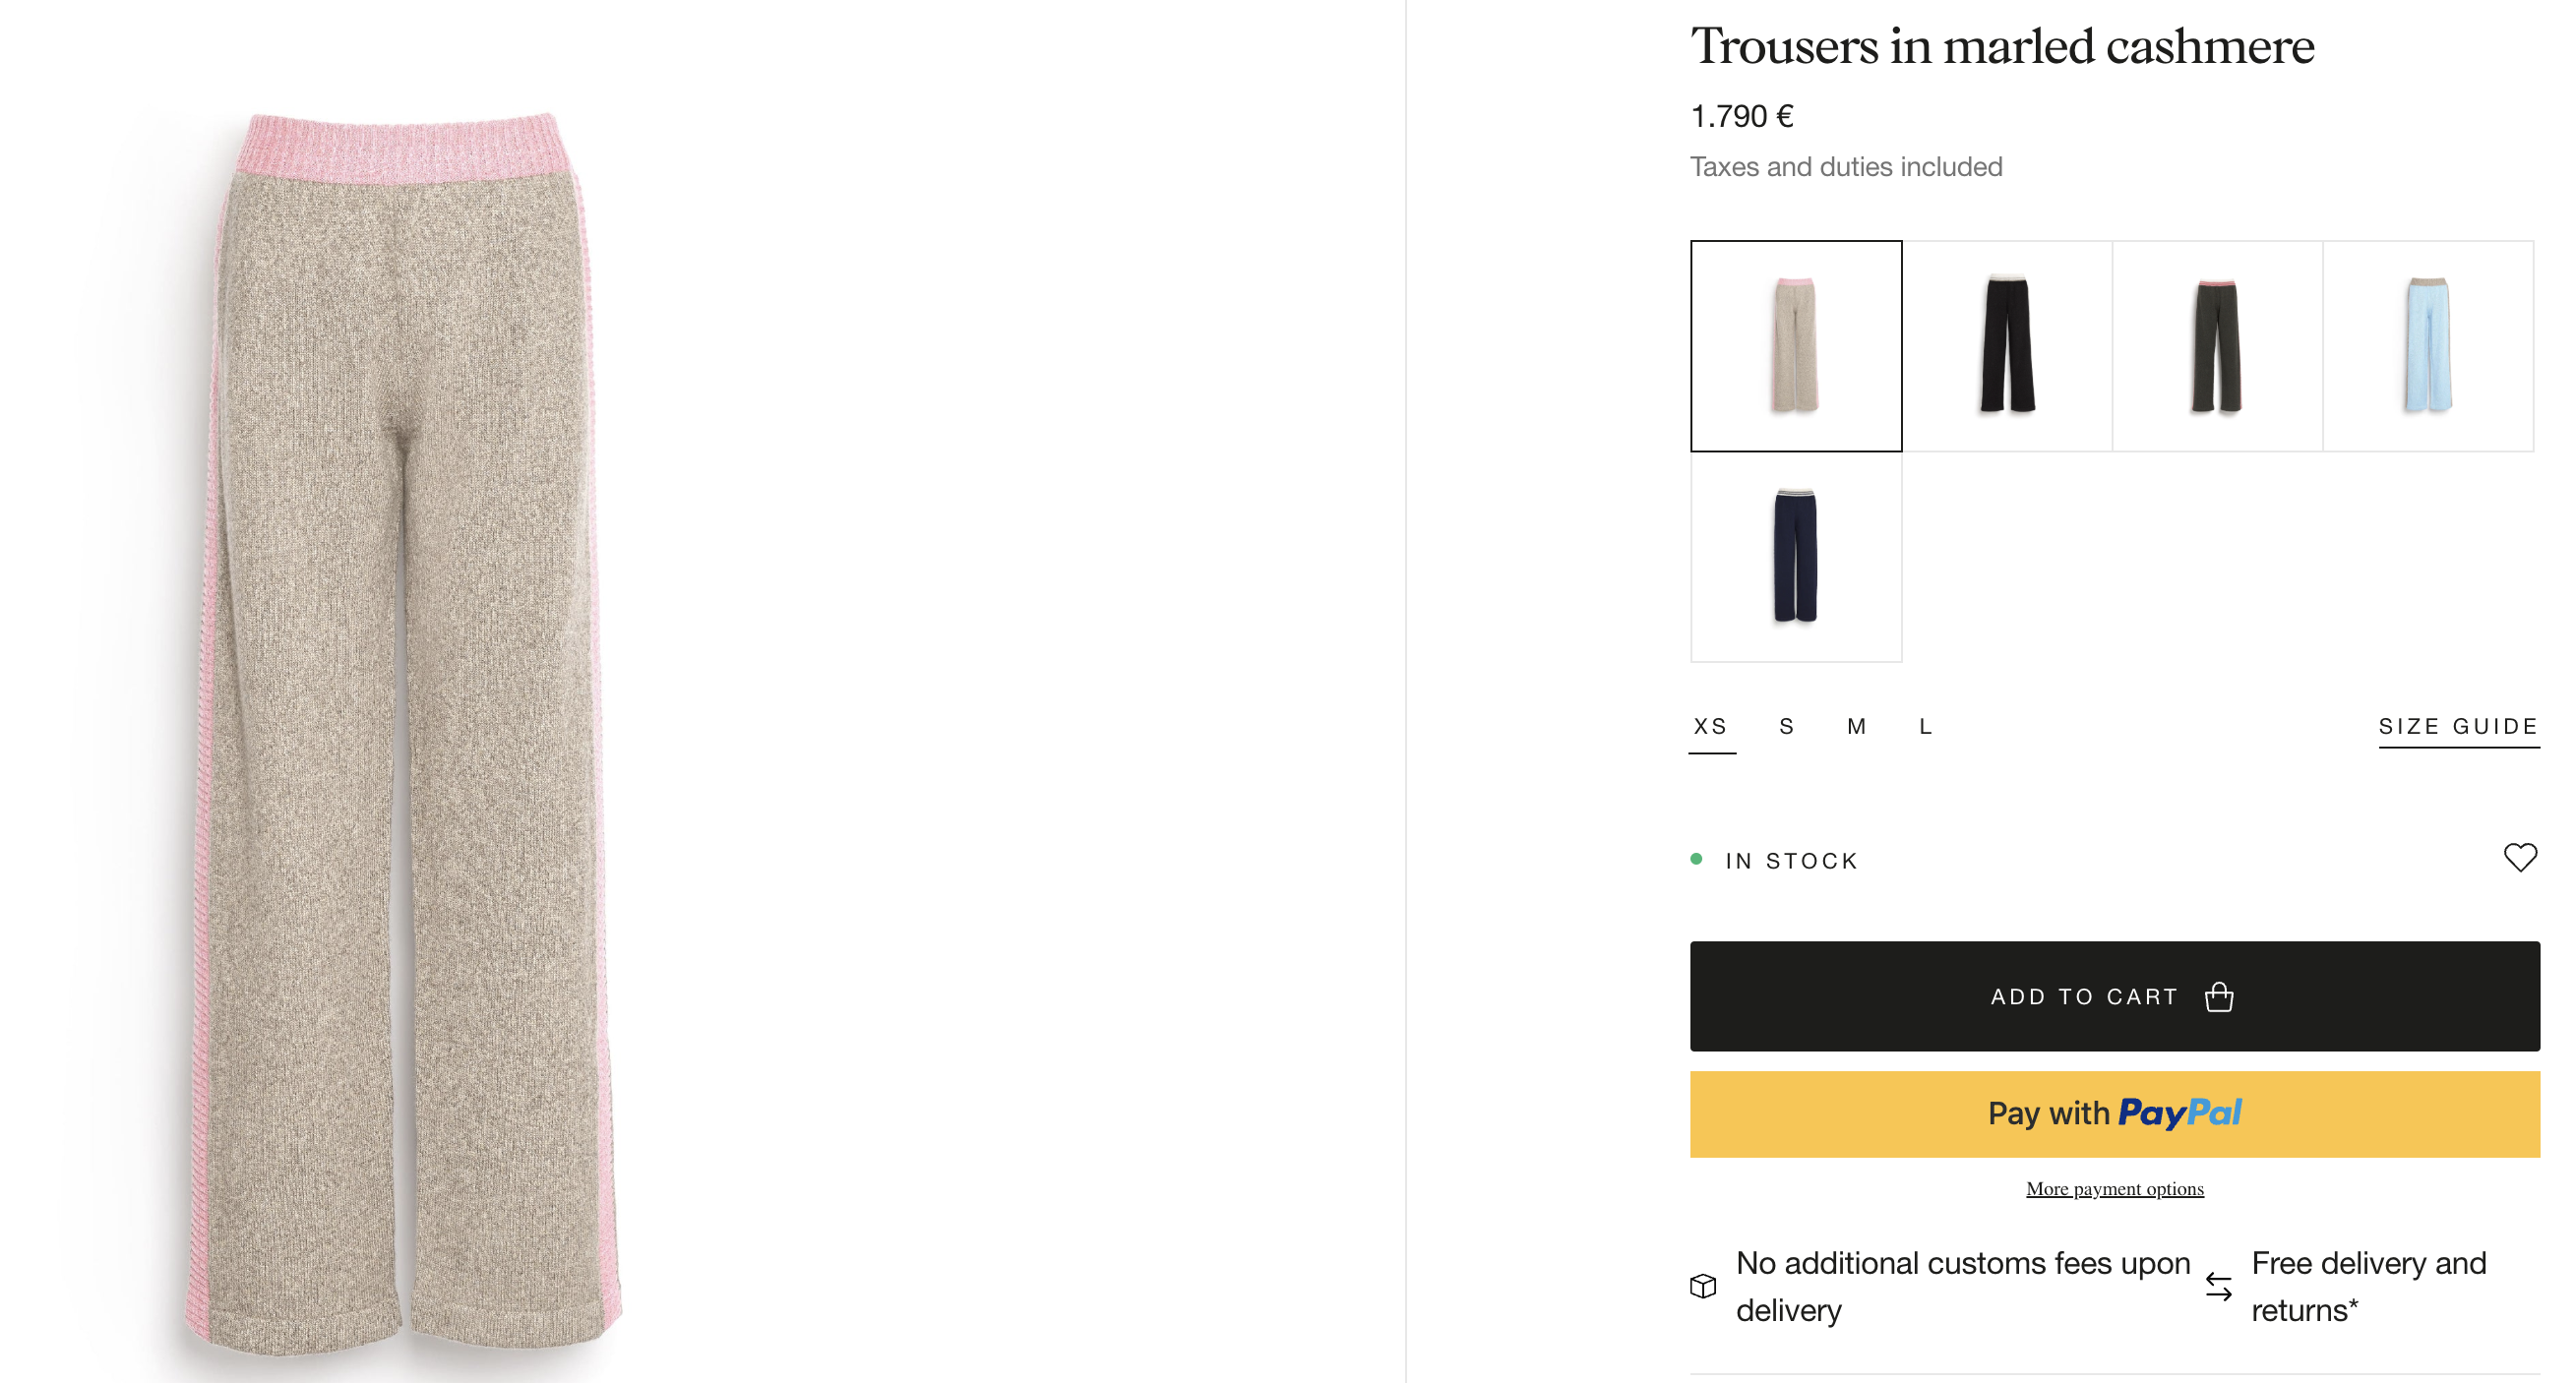 Trousers in marled cashmere
1.790 €
Taxes and duties included
XS S M L SIZE GUIDE
IN STOCK
ADD TO CART
Pay with PayPal
More payment options
No additional customs fees upon
delivery
Free delivery and
returns*